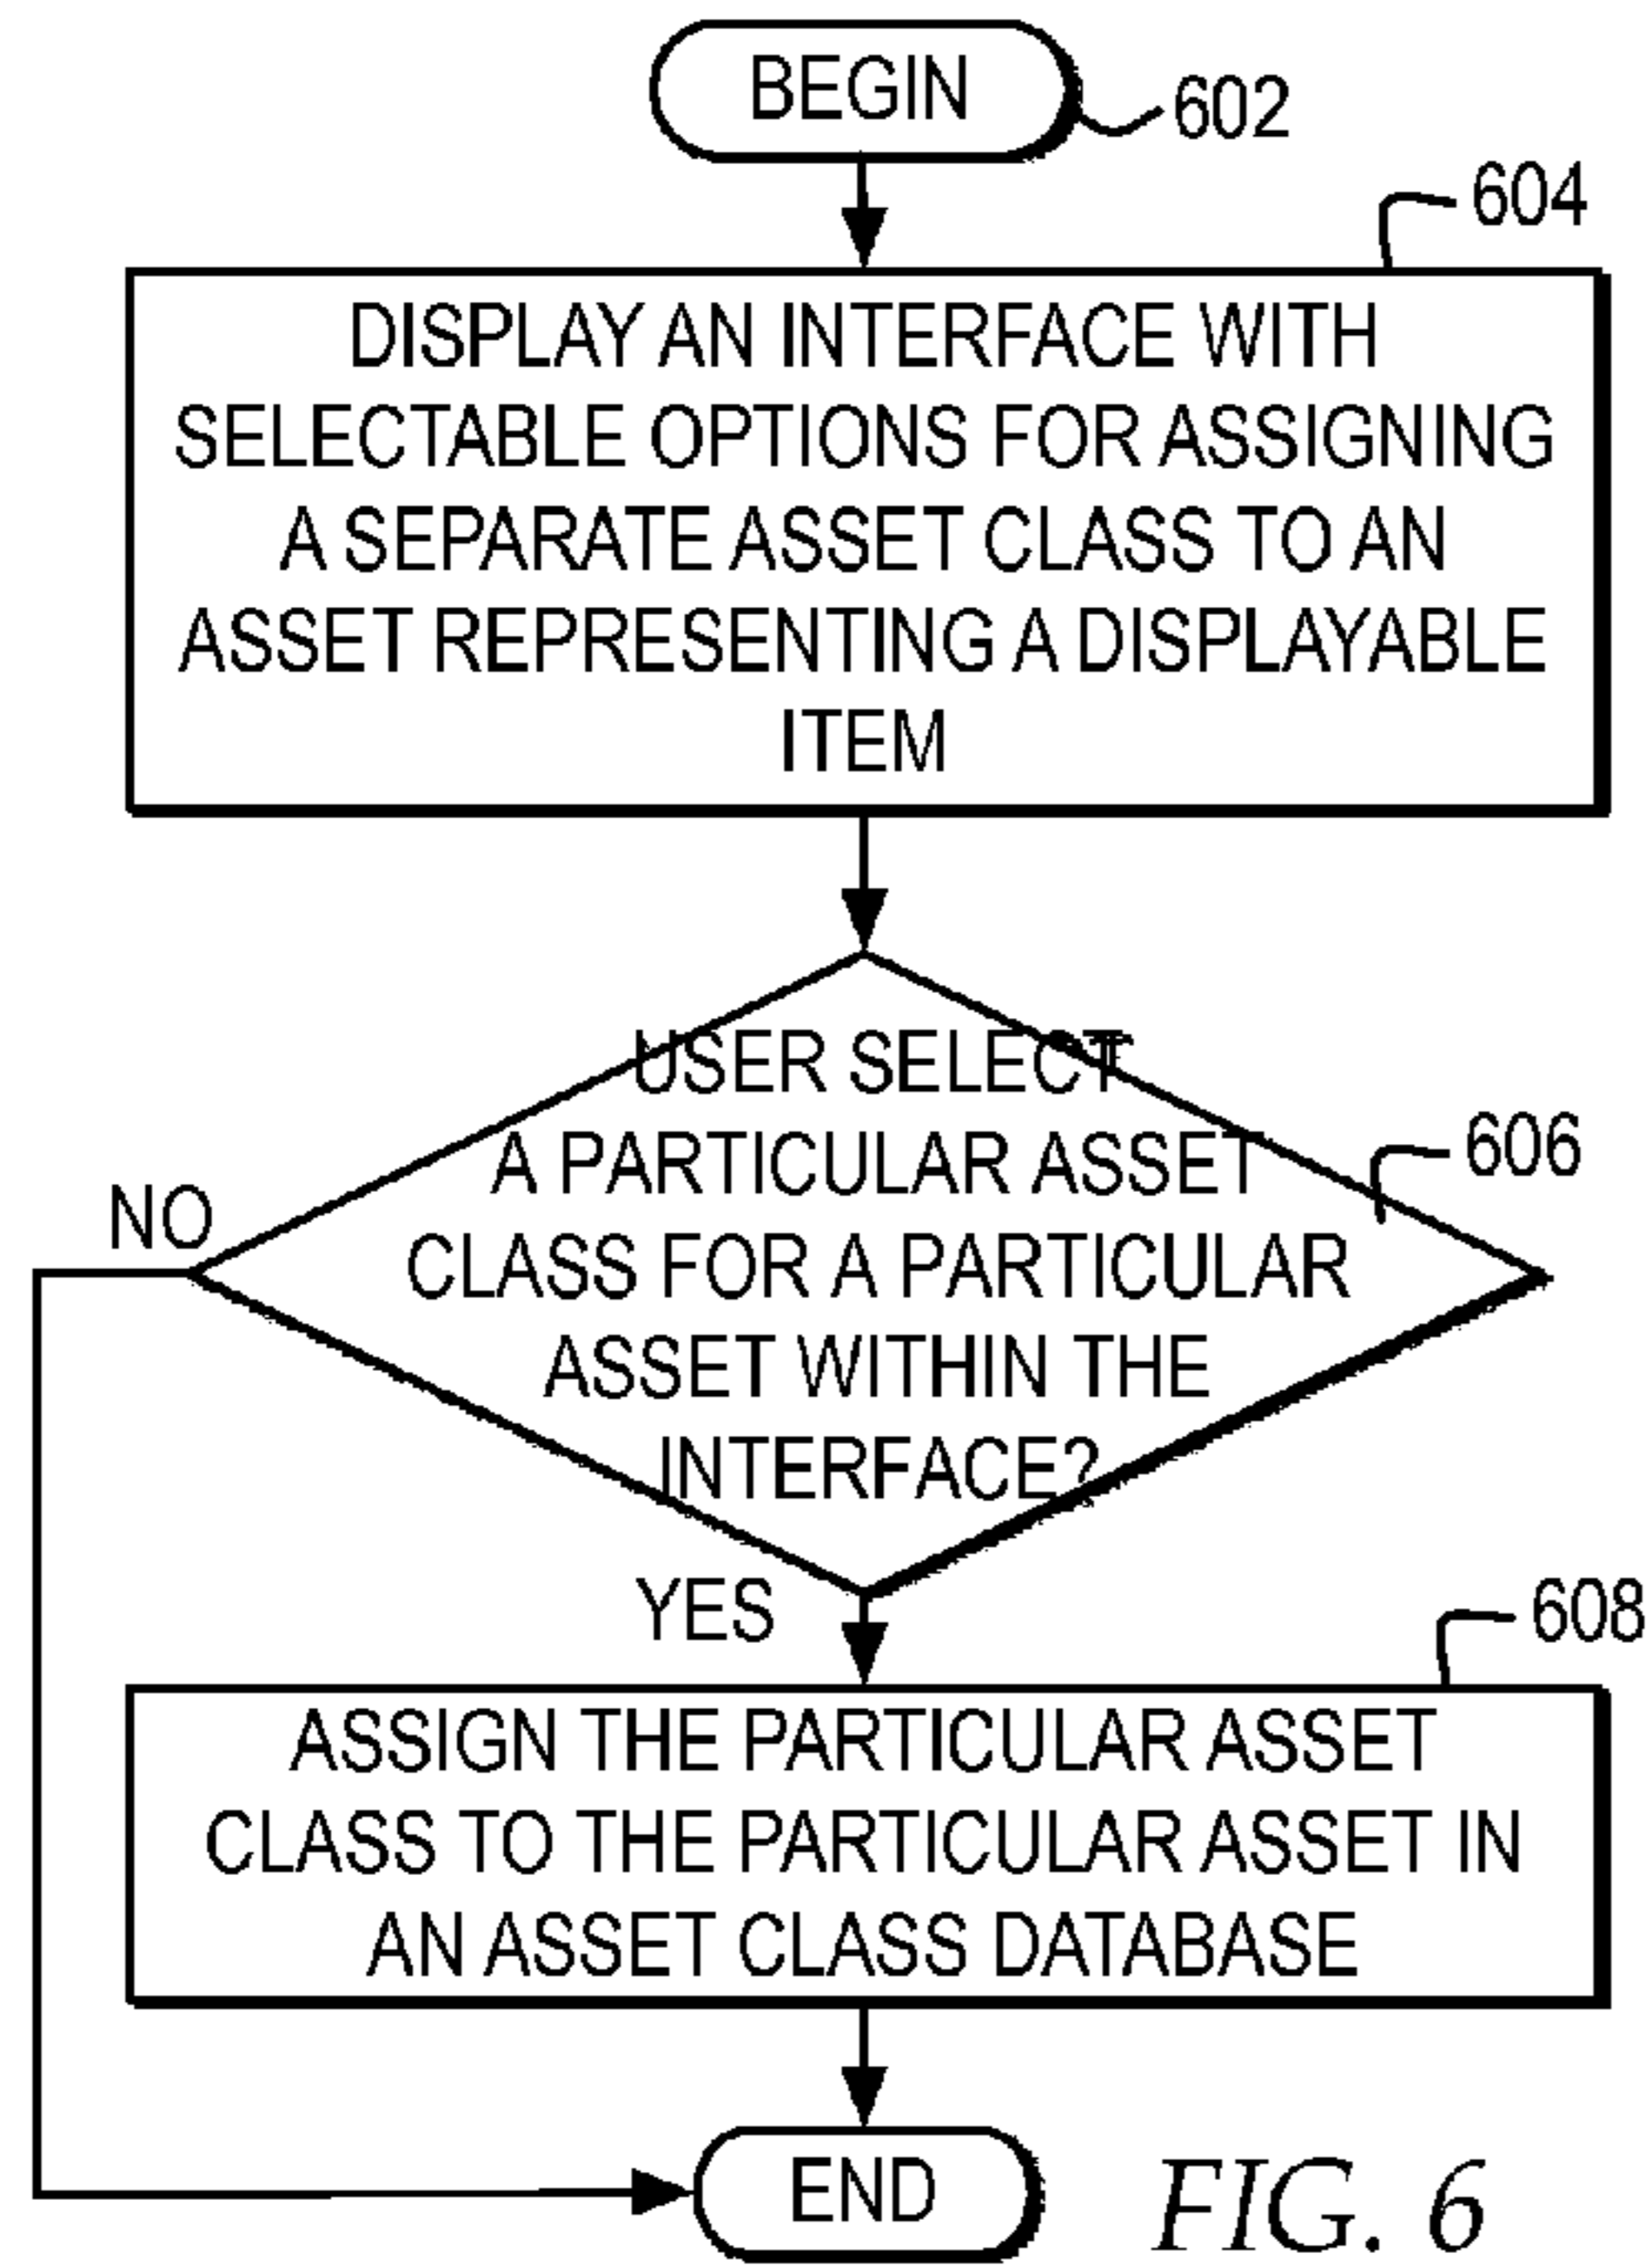 BEGIN
602
604
DISPLAY AN INTERFACE WITH
SELECTABLE OPTIONS FOR ASSIGNING
A SEPARATE ASSET CLASS TO AN
ASSET REPRESENTING A DISPLAYABLE
ITEM
USER SELECT
A PARTICULAR ASSET
CLASS FOR A PARTICULAR
ASSET WITHIN THE
INTERFACE?
606
NO
YES
608
ASSIGN THE PARTICULAR ASSET
CLASS TO THE PARTICULAR ASSET IN
AN ASSET CLASS DATABASE
END
FIG. 6